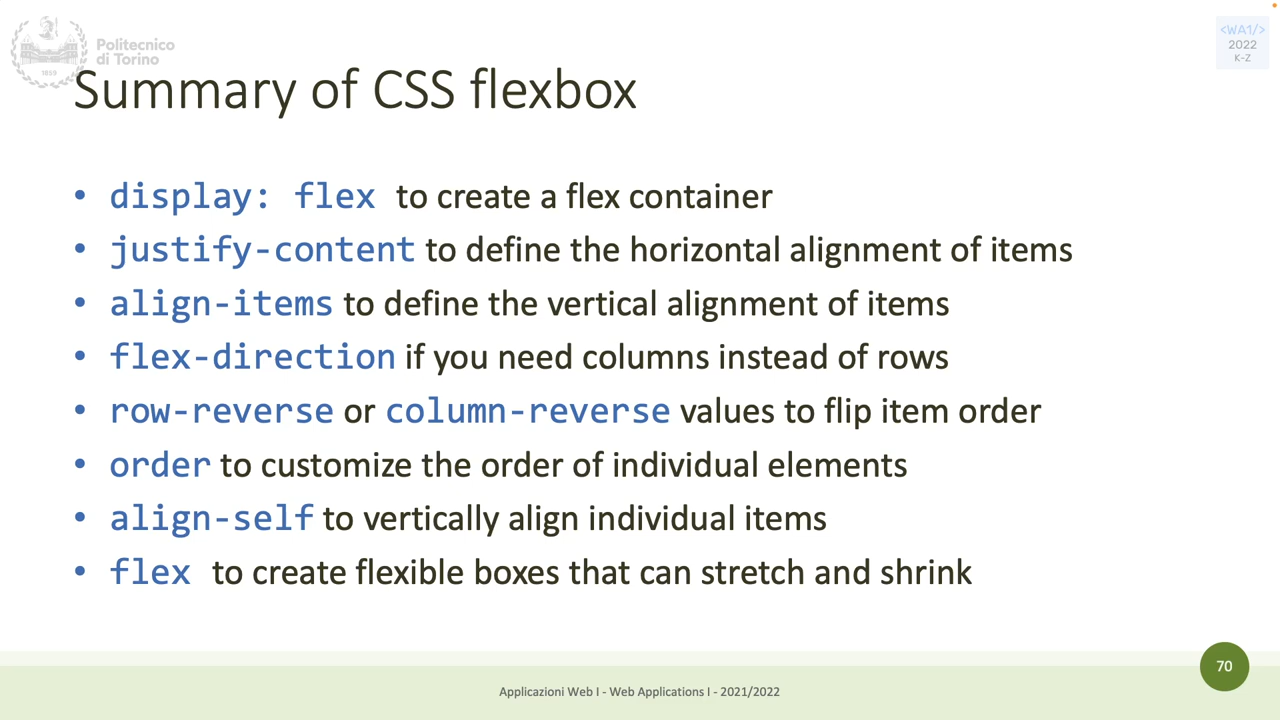 Politecnico
di Torino
1859
<WA1/>
2022
K-Z
Summary of CSS flexbox
• display: flex to create a flex container
• justify-content to define the horizontal alignment of items
• align-items to define the vertical alignment of items
• flex-direction if you need columns instead of rows
• row-reverse or column-reverse values to flip item order
• order to customize the order of individual elements
• align-self to vertically align individual items
• flex to create flexible boxes that can stretch and shrink
70
Applicazioni Web I - Web Applications I - 2021/2022